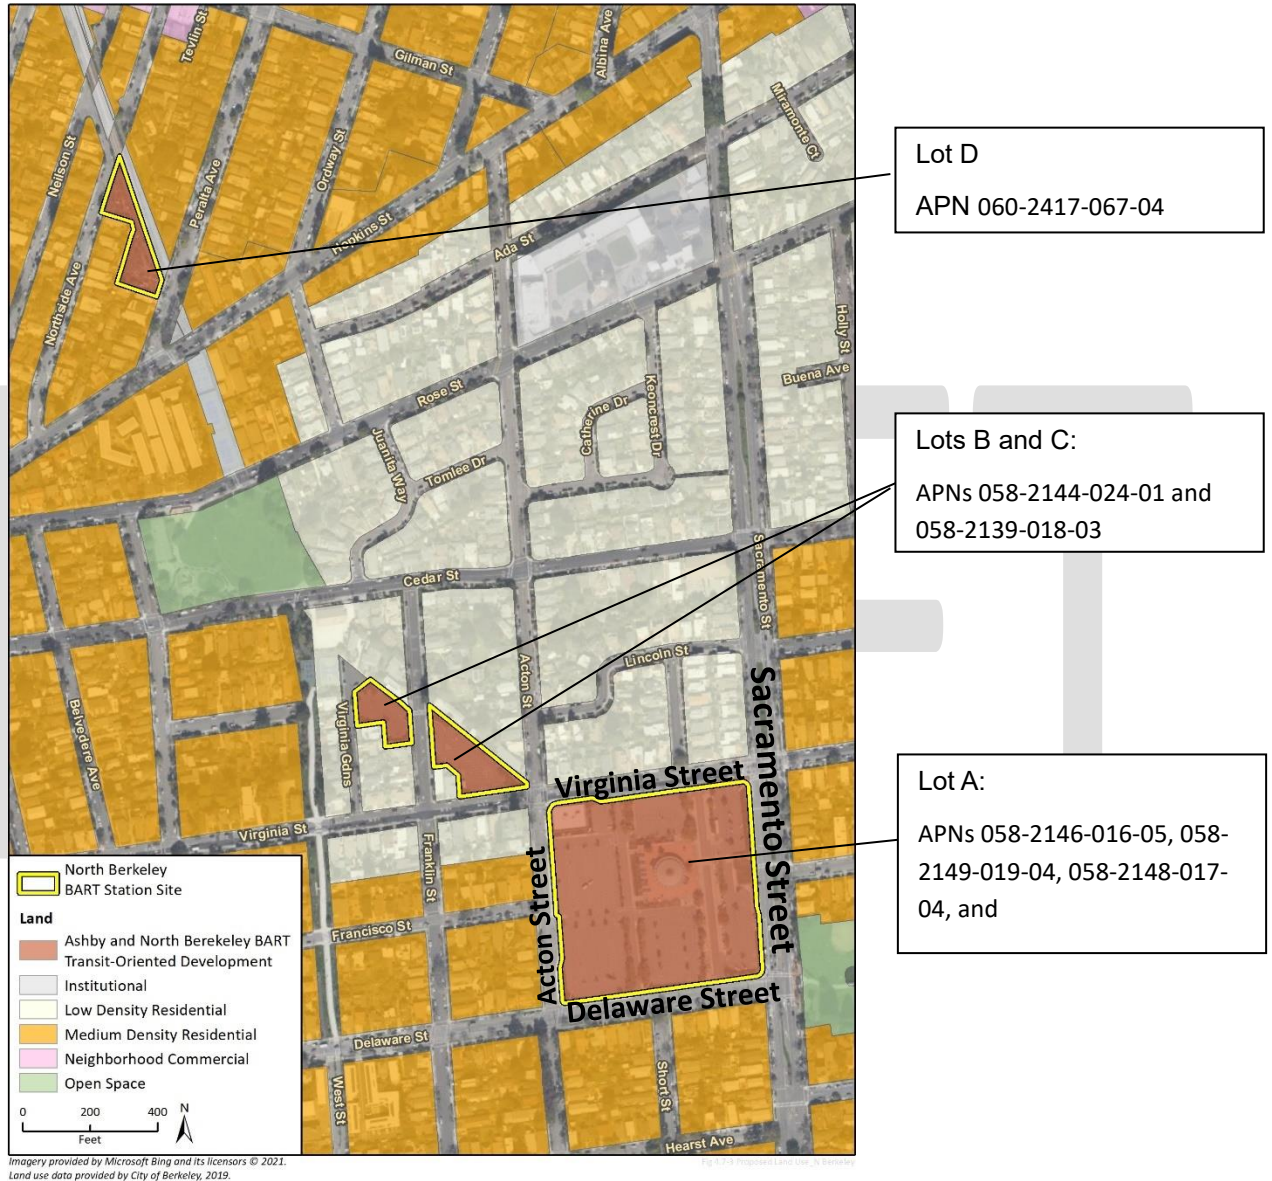 Tevlin St
Gilman St
Albina Ave
Miramonte Ct
Neilson St
Peralta Ave
Ordway St
Hopkins St
Ada St
Northside Ave
Holly St
Buena Ave
Rose St
Catherine Dr
Keoncrest Dr
Juanita Way
Tomlee Dr
Cedar St
Sacramento St
Acton St
Lincoln St
Belvedere Ave
Virginia Gdns
Virginia Street
Sacramento Street
Virginia St
Franklin St
Acton Street
Francisco St
Delaware Street
Delaware St
West St
Short St
Hearst Ave
Lot D
APN 060-2417-067-04
Lots B and C:
APNs 058-2144-024-01 and
058-2139-018-03
Lot A:
APNs 058-2146-016-05, 058-
2149-019-04, 058-2148-017-
04, and
North Berkeley
BART Station Site
Land
Ashby and North Berekeley BART
Transit-Oriented Development
Institutional
Low Density Residential
Medium Density Residential
Neighborhood Commercial
Open Space
0 200 400
Feet
N
Imagery provided by Microsoft Bing and its licensors © 2021.
Land use data provided by City of Berkeley, 2019.